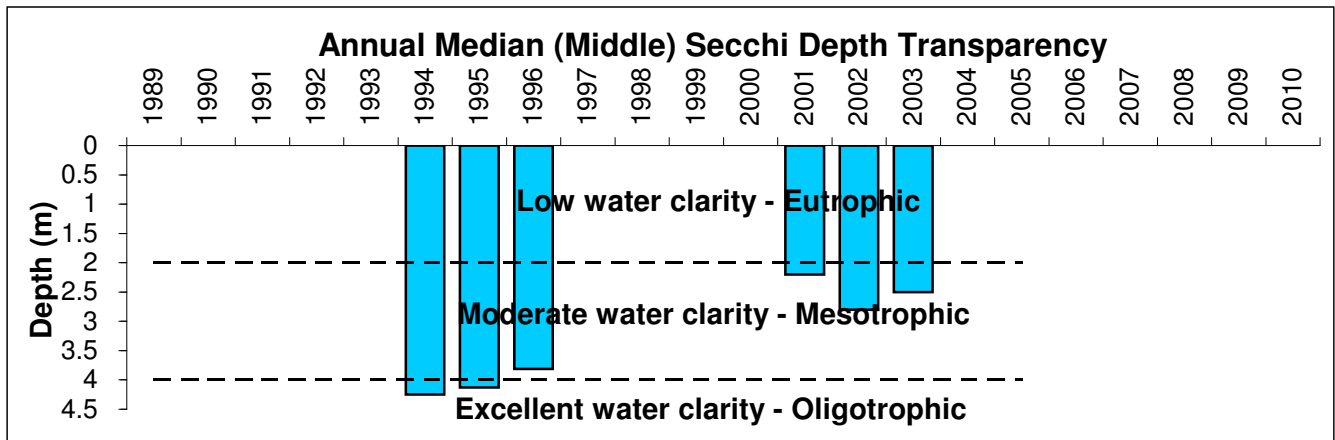 Annual Median (Middle) Secchi Depth Transparency
1989 1990 1991 1992 1993 1994 1995 1996 1997 1998 1999 2000 2001 2002 2003 2004 2005 2006 2007 2008 2009 2010
Depth (m)
0
0.5
1
1.5
2
2.5
3
3.5
4
4.5
Low water clarity - Eutrophic
Moderate water clarity - Mesotrophic
Excellent water clarity - Oligotrophic